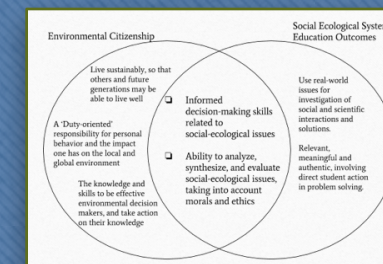 Environmental Citizenship
Social Ecological
Education Outcomes
Live sustainably, so that
others and future
generations may be
able to live well
A 'Duty-oriented'
responsibility for personal
behavior and the impact
one has on the local and
global environment
The knowledge and
skills to be effective
environmental decision
makers, and take action
on their knowledge
❑ Informed
decision-making skills
related to
social-ecological issues
❑ Ability to analyze,
synthesize, and evaluate
social-ecological issues,
taking into account
morals and ethics
Use real-world
issues for
investigation of
social and scientific
interactions and
solutions.
Relevant,
meaningful and
authentic, involving
direct student action
in problem solving.